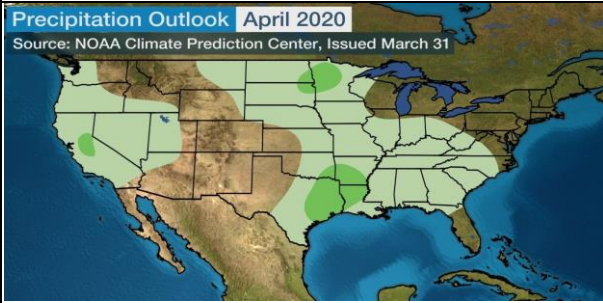 Precipitation Outlook April 2020
Source: NOAA Climate Prediction Center, Issued March 31